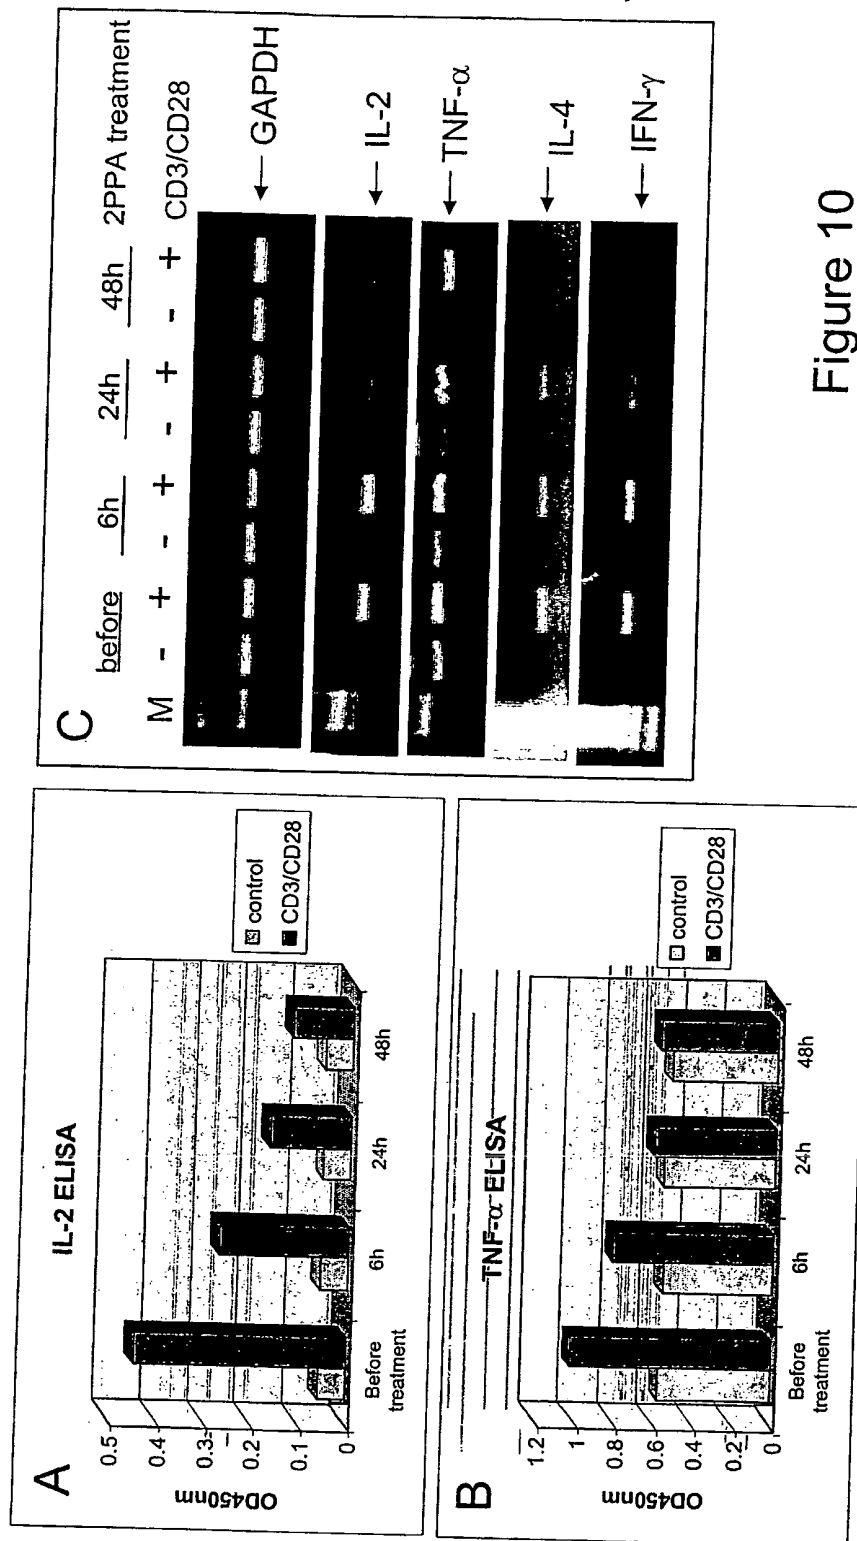 A
IL-2 ELISA
OD450nm
0.5
0.4
0.3
0.2
0.1
0
Before treatment
6h
24h
48h
control
CD3/CD28
B
TNF-α ELISA
OD450nm
1.2
1
0.8
0.6
0.4
0.2
0
Before treatment
6h
24h
48h
control
CD3/CD28
C
before 6h 24h 48h 2PPA treatment
M - + - + - + - + CD3/CD28
GAPDH
IL-2
TNF-α
IL-4
IFN-γ
Figure 10